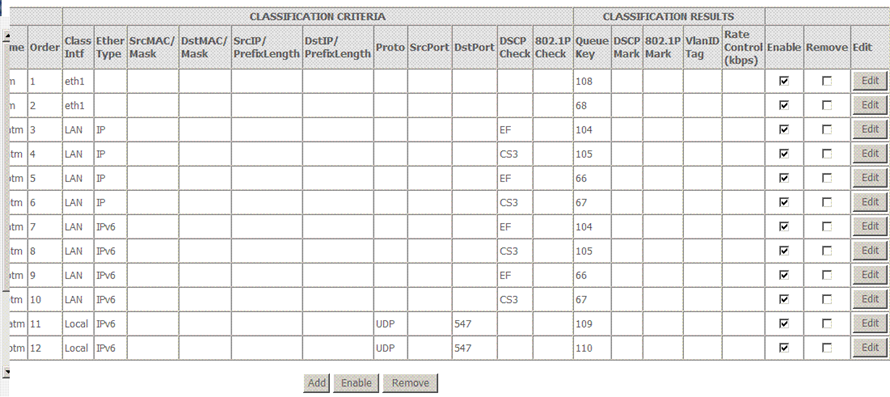 CLASSIFICATION CRITERIA CLASSIFICATION RESULTS
me Order Class Intf Ether Type SrcMAC/ Mask DstMAC/ Mask SrcIP/ PrefixLength DstIP/ PrefixLength Proto SrcPort DstPort DSCP Check 802.1P Check Queue Key DSCP Mark 802.1P Mark VlanID Tag Rate Control (kbps) Enable Remove Edit
m 1 eth1 108 Edit
m 2 eth1 68 Edit
otm 3 LAN IP EF 104 Edit
otm 4 LAN IP CS3 105 Edit
otm 5 LAN IP EF 66 Edit
otm 6 LAN IP CS3 67 Edit
otm 7 LAN IPv6 EF 104 Edit
otm 8 LAN IPv6 CS3 105 Edit
otm 9 LAN IPv6 EF 66 Edit
otm 10 LAN IPv6 CS3 67 Edit
atm 11 Local IPv6 UDP 547 109 Edit
otm 12 Local IPv6 UDP 547 110 Edit
Add Enable Remove